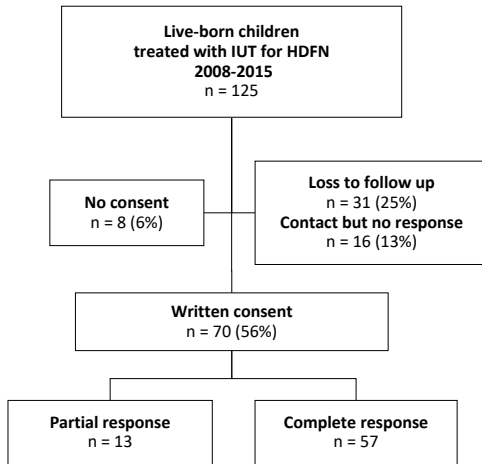 Live-born children
treated with IUT for HDFN
2008-2015
n = 125
No consent
n = 8 (6%)
Loss to follow up
n = 31 (25%)
Contact but no response
n = 16 (13%)
Written consent
n = 70 (56%)
Partial response
n = 13
Complete response
n = 57